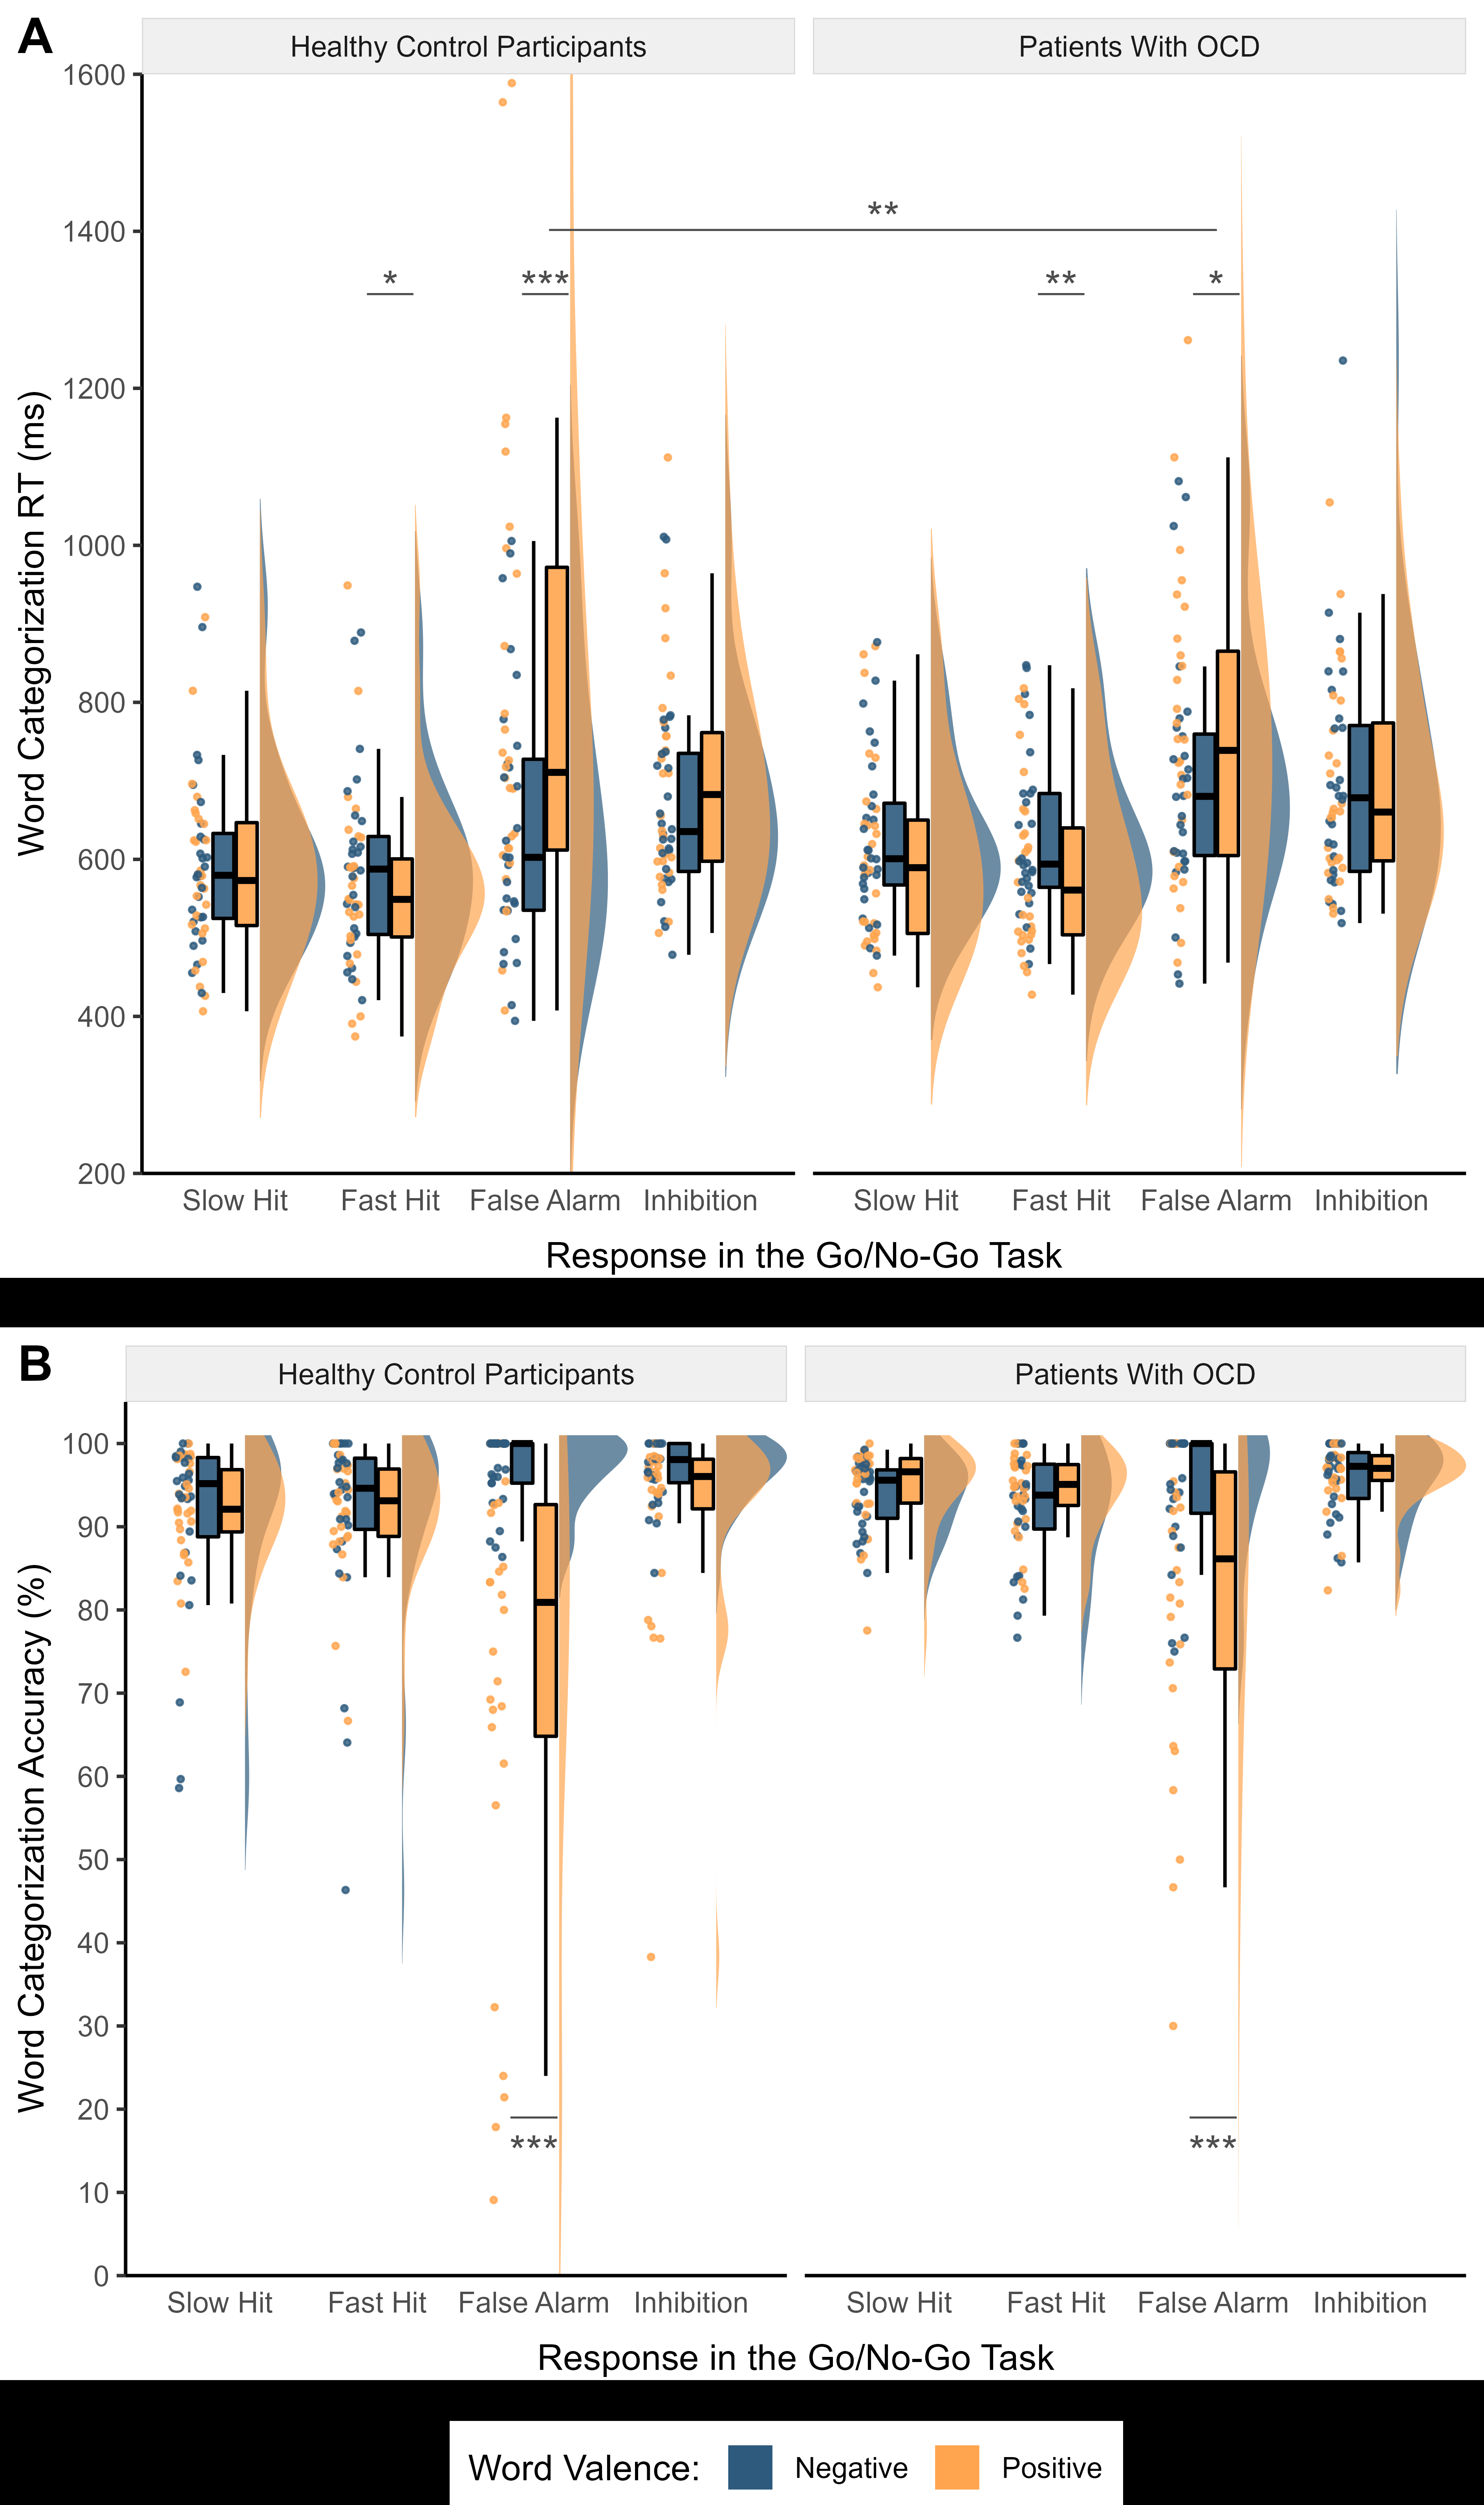 A
Healthy Control Participants
Patients With OCD
Word Categorization RT (ms)
1600
1400
1200
1000
800
600
400
200
**
*
***
**
*
Slow Hit
Fast Hit
False Alarm
Inhibition
Slow Hit
Fast Hit
False Alarm
Inhibition
Response in the Go/No-Go Task
B
Healthy Control Participants
Patients With OCD
Word Categorization Accuracy (%)
100
90
80
70
60
50
40
30
20
10
0
***
***
Slow Hit
Fast Hit
False Alarm
Inhibition
Slow Hit
Fast Hit
False Alarm
Inhibition
Response in the Go/No-Go Task
Word Valence:
Negative
Positive